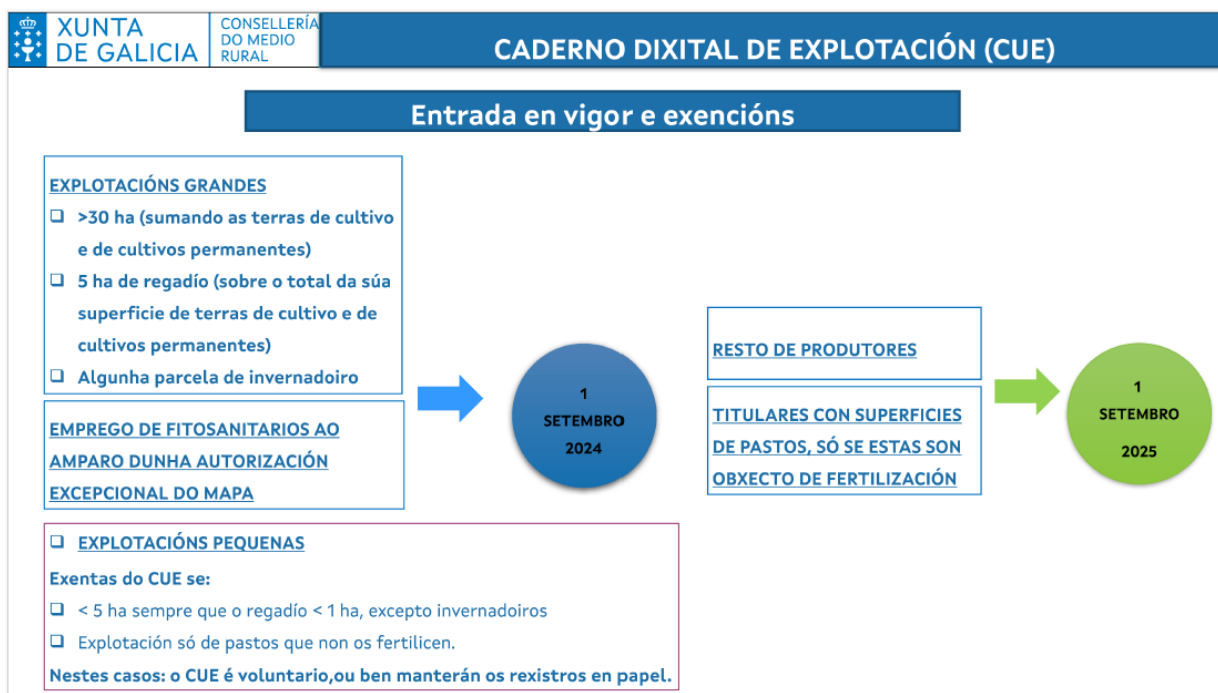 XUNTA
DE GALICIA
CONSELLERÍA
DO MEDIO
RURAL
CADERNO DIXITAL DE EXPLOTACIÓN (CUE)
Entrada en vigor e exencións
EXPLOTACIÓNS GRANDES
>30 ha (sumando as terras de cultivo
e de cultivos permanentes)
5 ha de regadío (sobre o total da súa
superficie de terras de cultivo e de
cultivos permanentes)
Algunha parcela de invernadoiro
EMPREGO DE FITOSANITARIOS AO
AMPARO DUNHA AUTORIZACIÓN
EXCEPCIONAL DO MAPA
1
SETEMBRO
2024
RESTO DE PRODUTORES
TITULARES CON SUPERFICIES
DE PASTOS, SÓ SE ESTAS SON
OBXECTO DE FERTILIZACIÓN
1
SETEMBRO
2025
EXPLOTACIÓNS PEQUENAS
Exentas do CUE se:
< 5 ha sempre que o regadío < 1 ha, excepto invernadoiros
Explotación só de pastos que non os fertilicen.
Nestes casos: o CUE é voluntario,ou ben manterán os rexistros en papel.